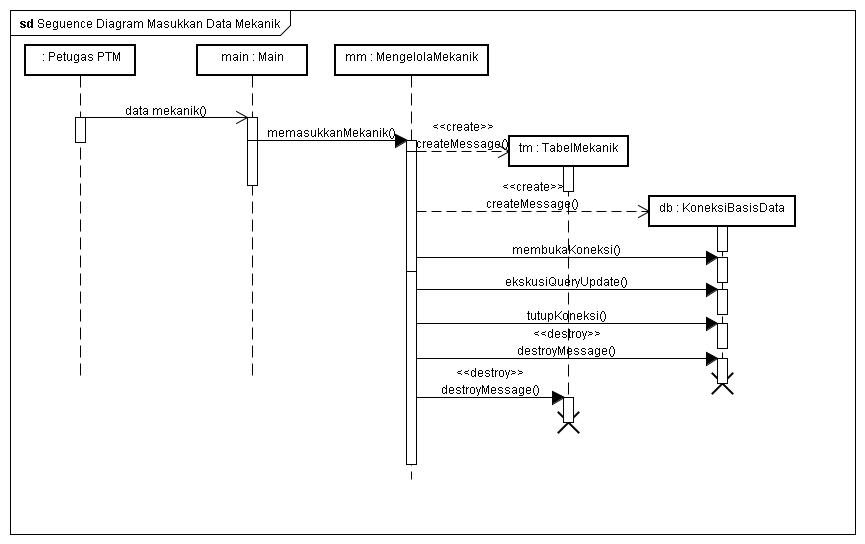 sd Seguence Diagram Masukkan Data Mekanik
: Petugas PTM
main : Main
mm : MengelolaMekanik
data mekanik()
memasukkanMekanik()
<<create>>
createMessage()
tm : TabelMekanik
<<create>>
createMessage()
db : KoneksiBasisData
membukaKoneksi()
ekskusiQueryUpdate()
tutupKoneksi()
<<destroy>>
destroyMessage()
<<destroy>>
destroyMessage()